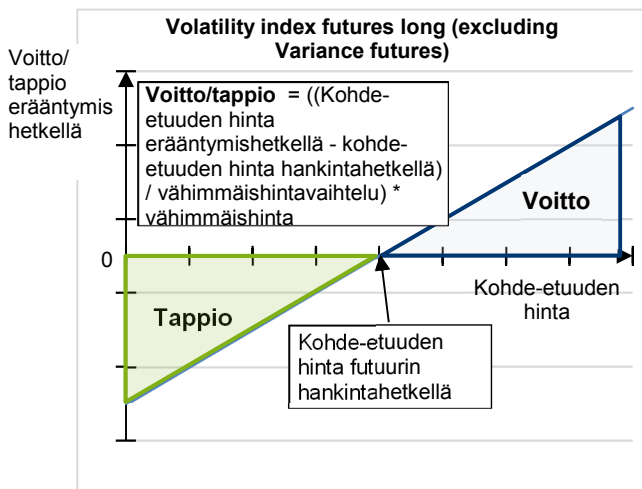 Volatility index futures long (excluding
Variance futures)
Voitto/
tappio
erääntymis
hetkellä
Voitto/tappio = ((Kohde-
etuuden hinta
erääntymishetkellä - kohde-
etuuden hinta hankintahetkellä)
/ vähimmäishintavaihtelu) *
vähimmäishinta
Voitto
0
Kohde-etuuden
hinta
Tappio
Kohde-etuuden
hinta futuurin
hankintahetkellä